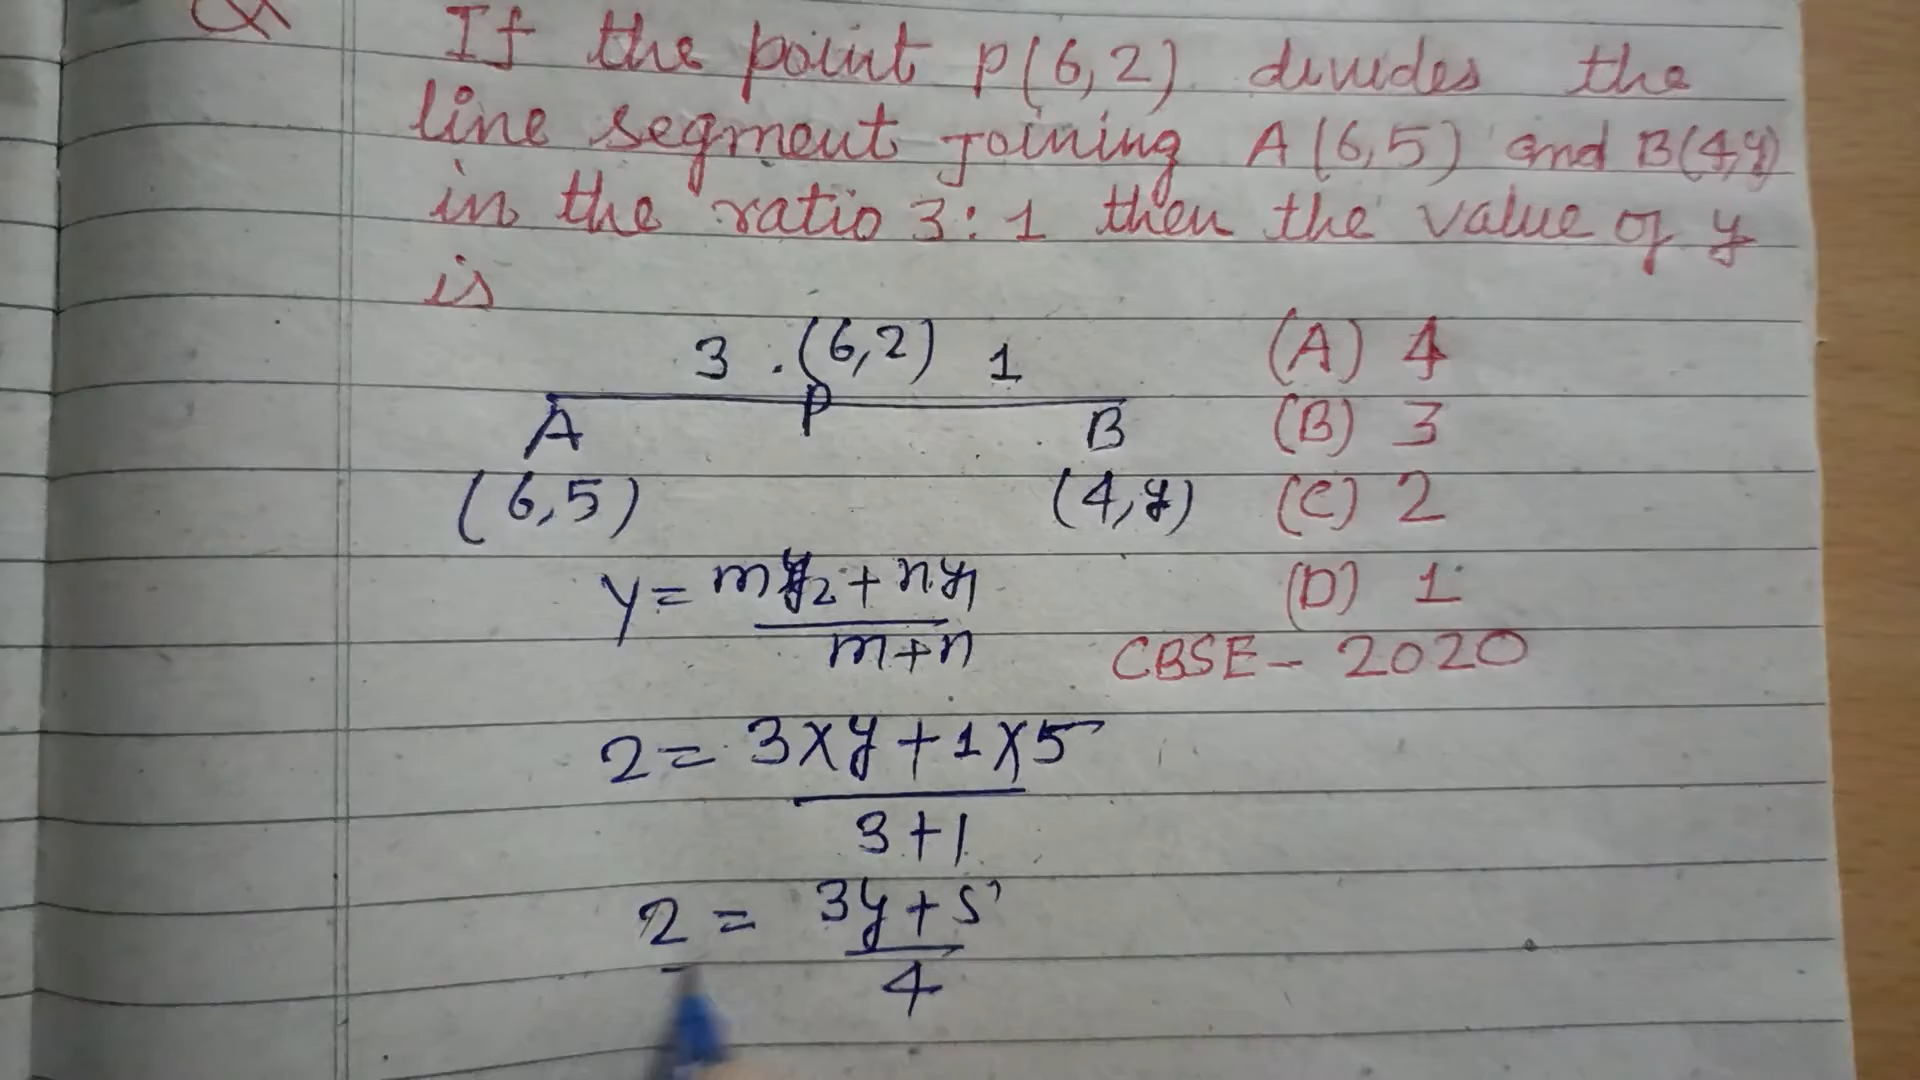 Q If the point P(6,2) divides the
line segment joining A(6,5) and B(4,y)
in the ratio 3:1 then the value of y
is
3 .(6,2) 1 (A) 4
A P B (B) 3
(6,5) (4,y) (C) 2
y = my2 + ny1 (D) 1
m+n CBSE - 2020
2 = 3×y + 1×5
3+1
2 = 3y+5
4